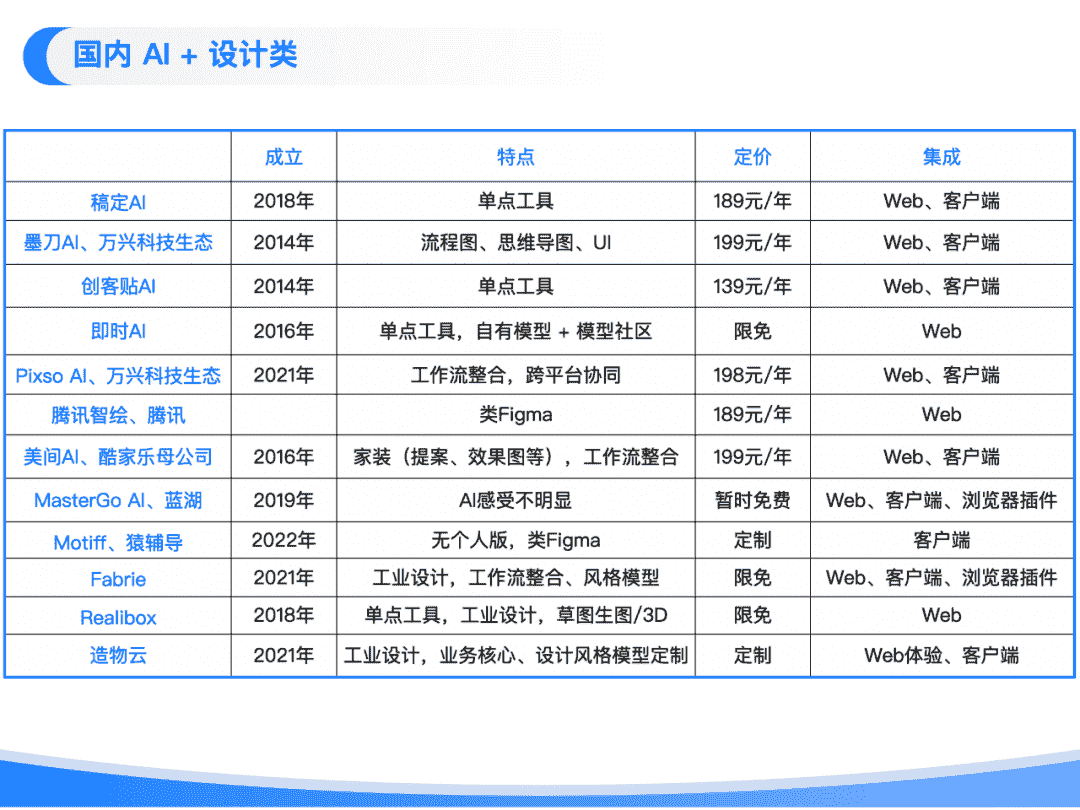 国内 AI + 设计类
成立 特点 定价 集成
稿定AI 2018年 单点工具 189元/年 Web、客户端
墨刀AI、万兴科技生态 2014年 流程图、思维导图、UI 199元/年 Web、客户端
创客贴AI 2014年 单点工具 139元/年 Web、客户端
即时AI 2016年 单点工具，自有模型 + 模型社区 限免 Web
Pixso AI、万兴科技生态 2021年 工作流整合，跨平台协同 198元/年 Web、客户端
腾讯智绘、腾讯 类Figma 189元/年 Web
美间AI、酷家乐母公司 2016年 家装（提案、效果图等），工作流整合 199元/年 Web、客户端
MasterGo AI、蓝湖 2019年 AI感受不明显 暂时免费 Web、客户端、浏览器插件
Motiff、猿辅导 2022年 无个人版，类Figma 定制 客户端
Fabrie 2021年 工业设计，工作流整合、风格模型 限免 Web、客户端、浏览器插件
Realibox 2018年 单点工具，工业设计，草图生图/3D 限免 Web
造物云 2021年 工业设计，业务核心、设计风格模型定制 定制 Web体验、客户端